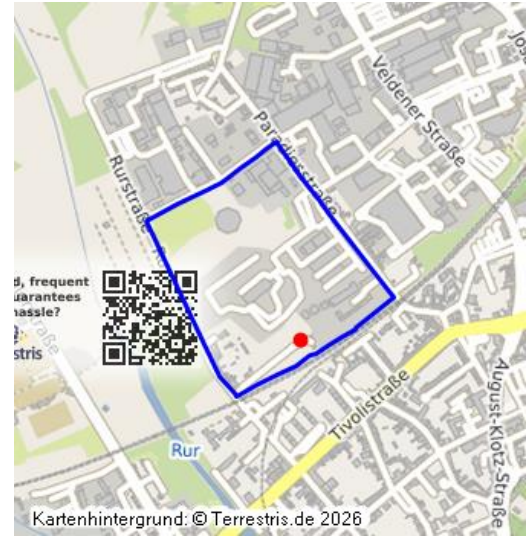 Veldener Straße
Paradiesstraße
Rurstraße
d, frequent
uarantees
hassle?
stris
Rur
Tivolistraße
August-Klotz-Straße
Kartenhintergrund: © Terrestris.de 2026